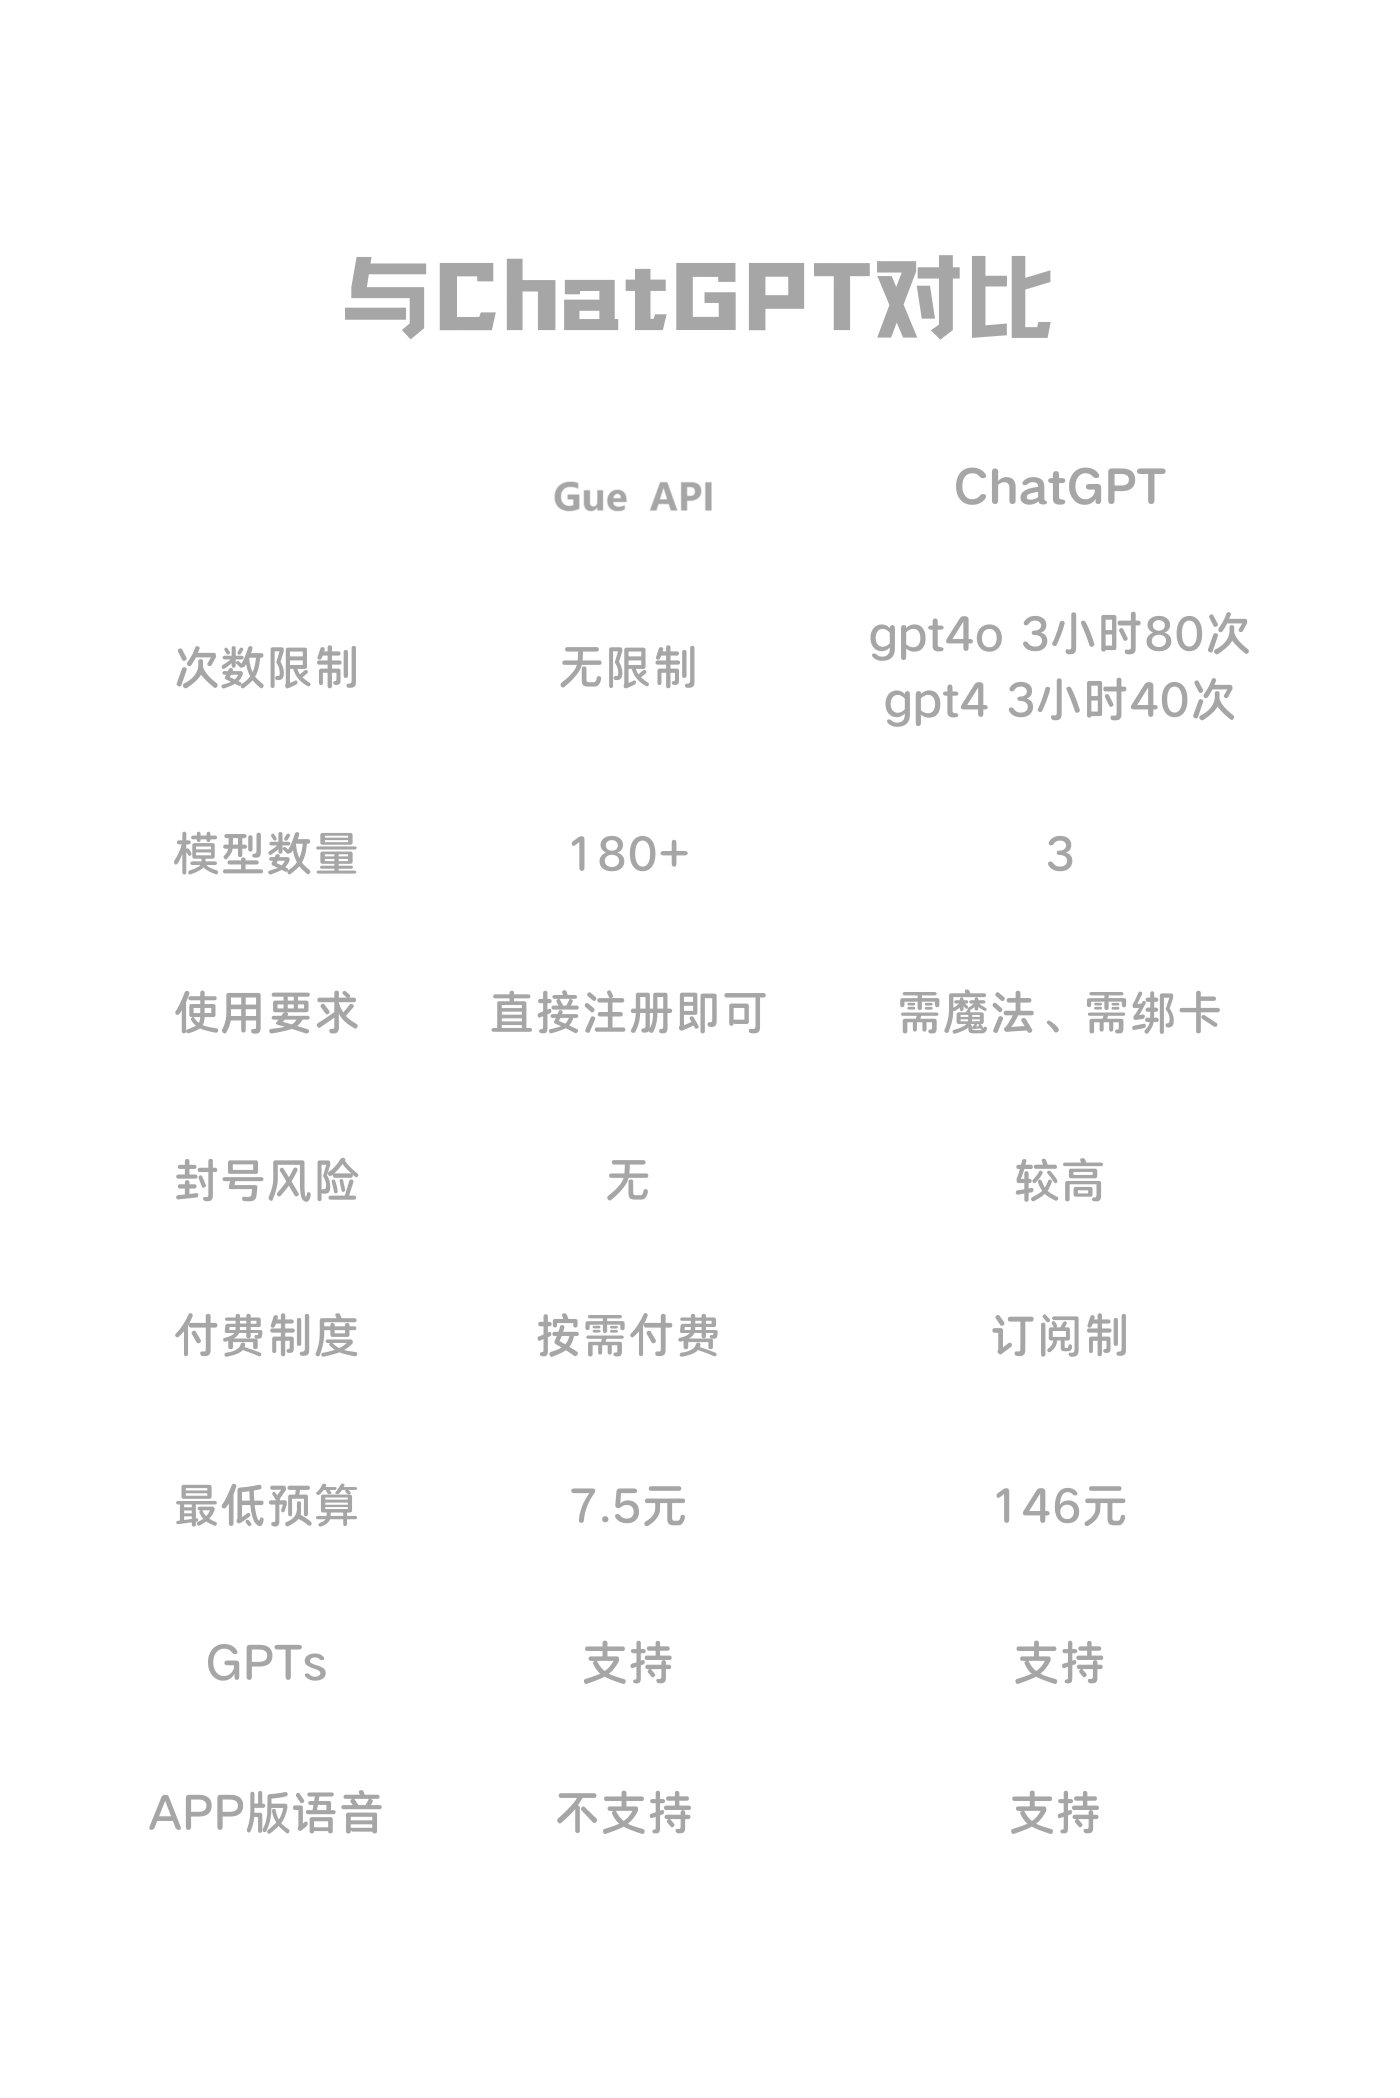 与ChatGPT对比
Gue API ChatGPT
次数限制 无限制 gpt4o 3小时80次
gpt4 3小时40次
模型数量 180+ 3
使用要求 直接注册即可 需魔法、需绑卡
封号风险 无 较高
付费制度 按需付费 订阅制
最低预算 7.5元 146元
GPTs 支持 支持
APP版语音 不支持 支持